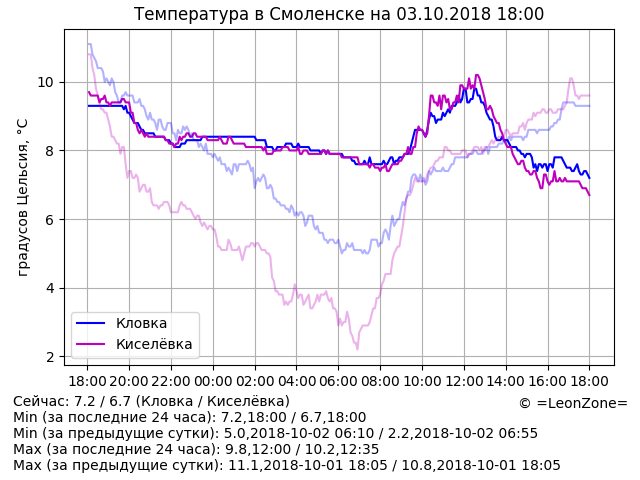 Температура в Смоленске на 03.10.2018 18:00
градусов Цельсия, °C
10
8
6
4
2
Кловка
Киселёвка
18:00 20:00 22:00 00:00 02:00 04:00 06:00 08:00 10:00 12:00 14:00 16:00 18:00
Сейчас: 7.2 / 6.7 (Кловка / Киселёвка)
© =LeonZone=
Min (за последние 24 часа): 7.2,18:00 / 6.7,18:00
Min (за предыдущие сутки): 5.0,2018-10-02 06:10 / 2.2,2018-10-02 06:55
Max (за последние 24 часа): 9.8,12:00 / 10.2,12:35
Max (за предыдущие сутки): 11.1,2018-10-01 18:05 / 10.8,2018-10-01 18:05